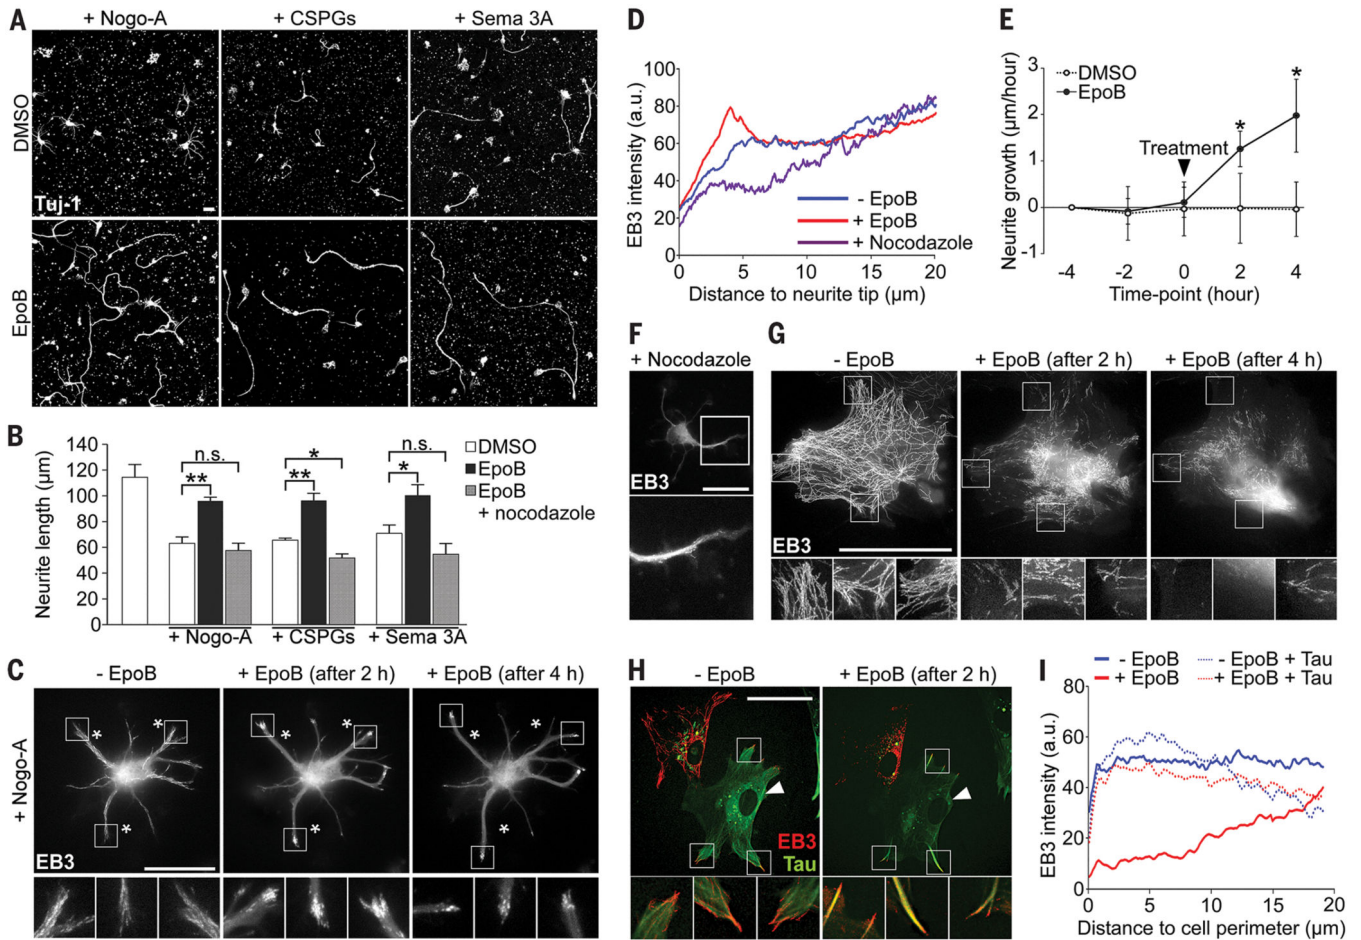 A
+ Nogo-A
+ CSPGs
+ Sema 3A
DMSO
Tuj-1
EpoB
B
Neurite length (µm)
140
120
100
80
60
40
20
0
n.s.
**
*
**
n.s.
*
DMSO
EpoB
EpoB
+ nocodazole
+ Nogo-A
+ CSPGs
+ Sema 3A
C
- EpoB
+ EpoB (after 2 h)
+ EpoB (after 4 h)
+ Nogo-A
* *
*
* *
*
* *
*
EB3
D
EB3 intensity (a.u.)
100
80
60
40
20
0
- EpoB
+ EpoB
+ Nocodazole
0 5 10 15 20
Distance to neurite tip (µm)
E
Neurite growth (µm/hour)
3
2
1
0
-1
DMSO
EpoB
Treatment
*
*
-4 -2 0 2 4
Time-point (hour)
F
+ Nocodazole
EB3
G
- EpoB
+ EpoB (after 2 h)
+ EpoB (after 4 h)
EB3
H
- EpoB
+ EpoB (after 2 h)
EB3
Tau
I
- EpoB
- EpoB + Tau
+ EpoB
+ EpoB + Tau
EB3 intensity (a.u.)
80
60
40
20
0
0 5 10 15 20
Distance to cell perimeter (µm)